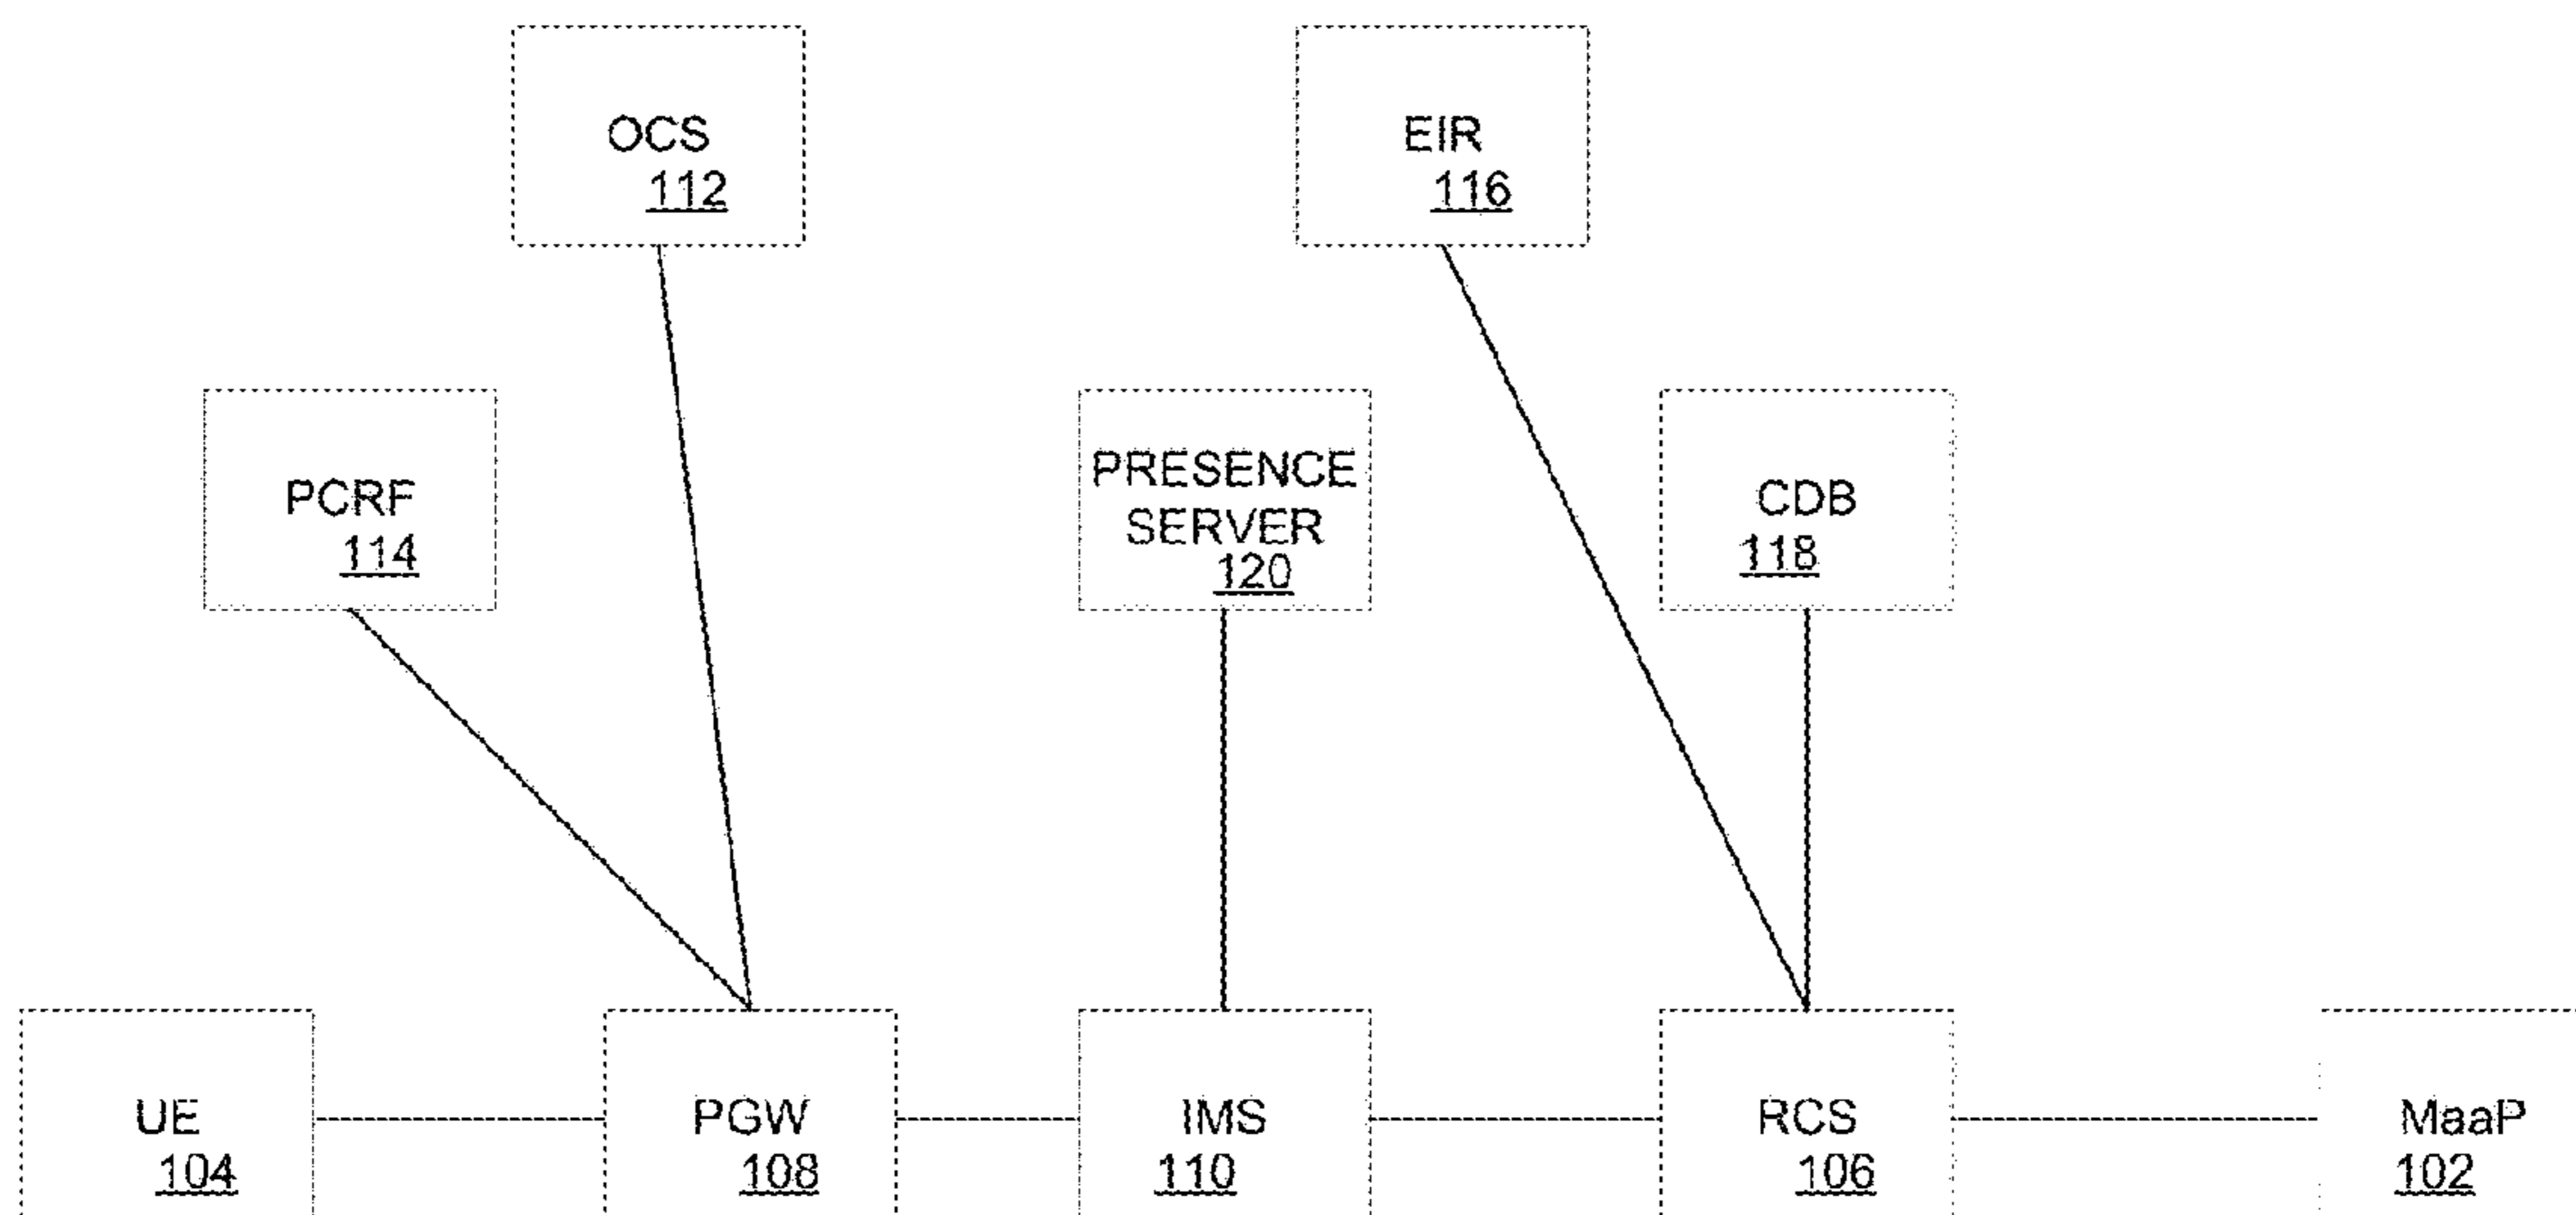 OCS
112
EIR
116
PCRF
114
PRESENCE
SERVER
120
CDB
118
UE
104
PGW
108
IMS
110
RCS
106
MaaP
102